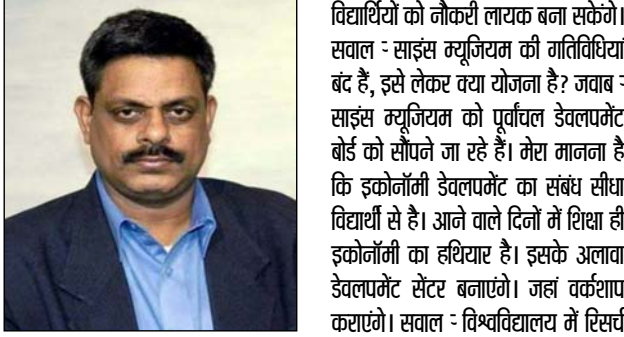 विद्यार्थियों को नौकरी लायक बना सकेंगे।
सवाल - साइंस म्यूजियम की गतिविधियां
बंद हैं, इसे लेकर क्या योजना है? जवाब -
साइंस म्यूजियम को पूर्वांचल डेवलपमेंट
बोर्ड को सौंपने जा रहे हैं। मेरा मानना है
कि इकोनॉमी डेवलपमेंट का संबंध सीधा
विद्यार्थी से है। आने वाले दिनों में शिथा ही
इकोनॉमी का हथियार है। इसके अलावा
डेवलपमेंट सेंटर बनाएंगे। जहां वर्कशाप
कराएंगे। सवाल - विश्वविद्यालय में रिसर्च